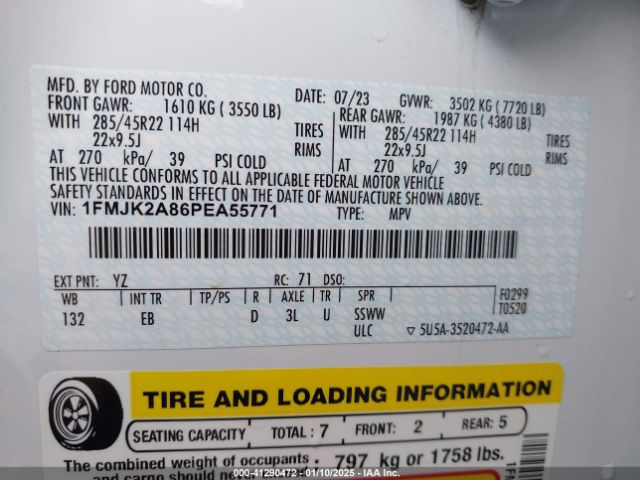 MFD. BY FORD MOTOR CO.
DATE: 07/23 GVWR: 3502 KG ( 7720 LB)
FRONT GAWR: 1610 KG ( 3550 LB)
REAR GAWR: 1987 KG ( 4380 LB)
WITH 285/45R22 114H TIRES
WITH 285/45R22 114H TIRES
22x9.5J RIMS
22x9.5J RIMS
AT 270 kPa/ 39 PSI COLD
AT 270 kPa/ 39 PSI COLD
THIS VEHICLE CONFORMS TO ALL APPLICABLE FEDERAL MOTOR VEHICLE
SAFETY STANDARDS IN EFFECT ON THE DATE OF MANUFACTURE SHOWN ABOVE.
VIN: 1FMJK2A86PEA55771 TYPE: MPV
EXT PNT: YZ RC: 71 DSO:
WB INT TR TP/PS R AXLE TR SPR F0299
132 EB D 3L U SSWW T0520
ULC ▽ 5U5A-3520472-AA
TIRE AND LOADING INFORMATION
SEATING CAPACITY TOTAL : 7 FRONT: 2 REAR: 5
The combined weight of occupants
797 kg or 1758 lbs.
and cargo should never
000-41290472 — 01/10/2025 — IAA Inc.